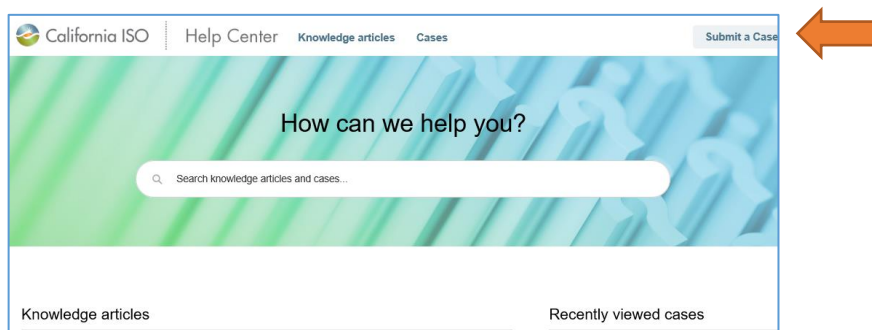 California ISO Help Center Knowledge articles Cases Submit a Case
How can we help you?
Search knowledge articles and cases...
Knowledge articles Recently viewed cases